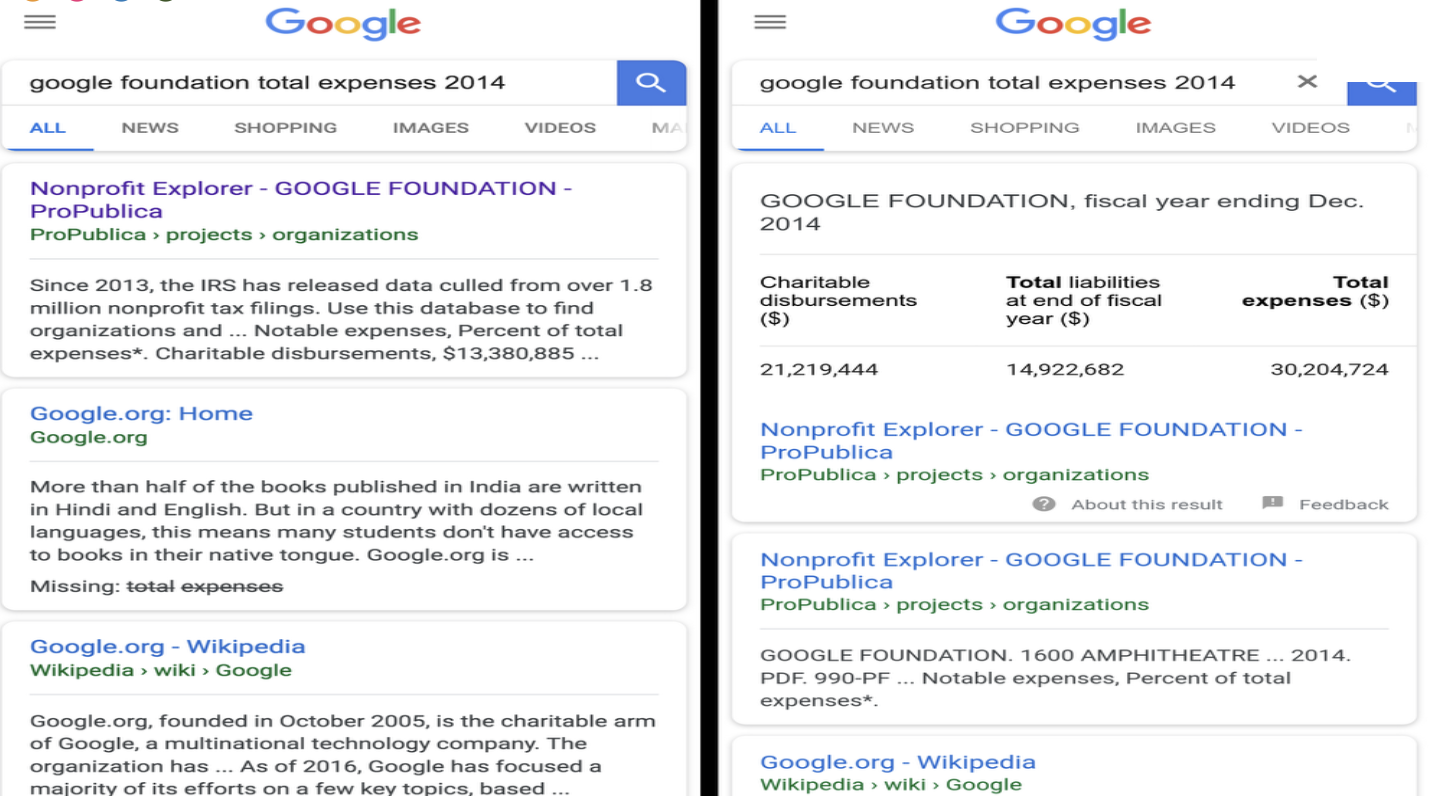 Google
google foundation total expenses 2014
ALL NEWS SHOPPING IMAGES VIDEOS
Nonprofit Explorer - GOOGLE FOUNDATION -
ProPublica
ProPublica › projects › organizations
Since 2013, the IRS has released data culled from over 1.8
million nonprofit tax filings. Use this database to find
organizations and ... Notable expenses, Percent of total
expenses*. Charitable disbursements, $13,380,885 ...
Google.org: Home
Google.org
More than half of the books published in India are written
in Hindi and English. But in a country with dozens of local
languages, this means many students don't have access
to books in their native tongue. Google.org is ...
Missing: total expenses
Google.org - Wikipedia
Wikipedia › wiki › Google
Google.org, founded in October 2005, is the charitable arm
of Google, a multinational technology company. The
organization has ... As of 2016, Google has focused a
majority of its efforts on a few key topics, based ...
Google
google foundation total expenses 2014
ALL NEWS SHOPPING IMAGES VIDEOS
GOOGLE FOUNDATION, fiscal year ending Dec.
2014
Charitable disbursements ($)
Total liabilities at end of fiscal year ($)
Total expenses ($)
21,219,444 14,922,682 30,204,724
Nonprofit Explorer - GOOGLE FOUNDATION -
ProPublica
ProPublica › projects › organizations
About this result Feedback
Nonprofit Explorer - GOOGLE FOUNDATION -
ProPublica
ProPublica › projects › organizations
GOOGLE FOUNDATION. 1600 AMPHITHEATRE ... 2014.
PDF. 990-PF ... Notable expenses, Percent of total
expenses*.
Google.org - Wikipedia
Wikipedia › wiki › Google